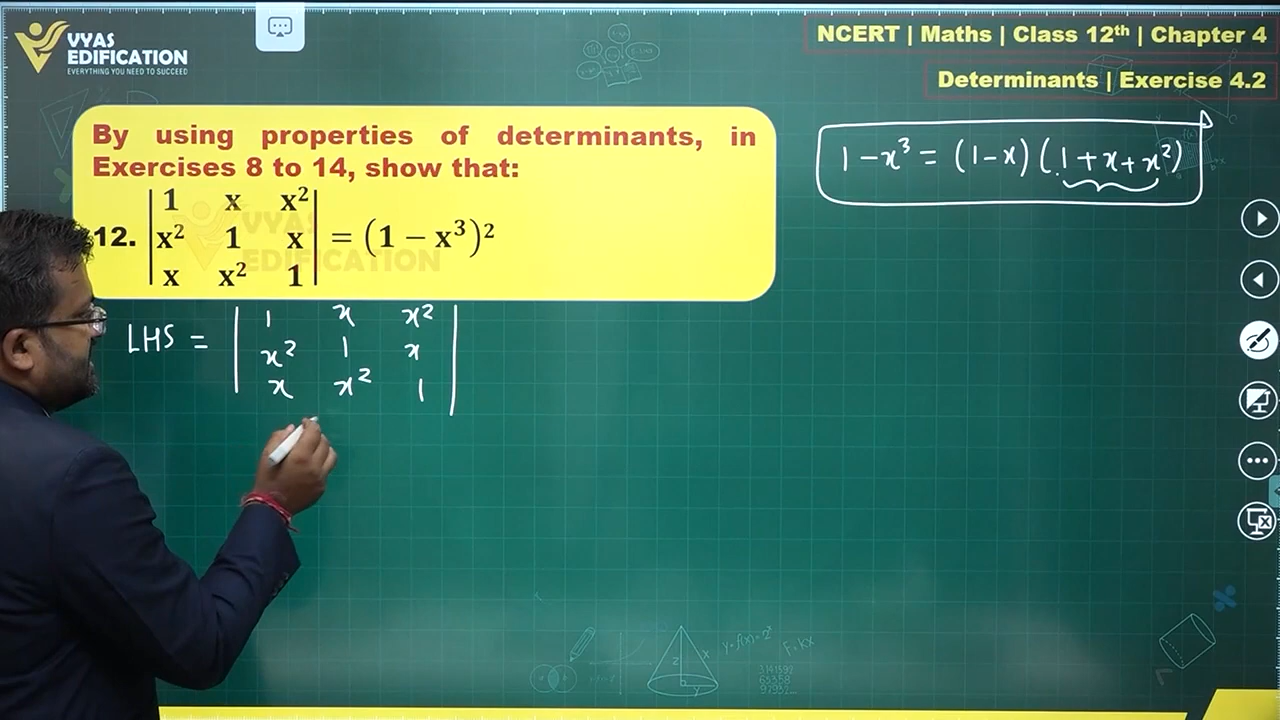 VYAS
EDIFICATION
EVERYTHING YOU NEED TO SUCCEED
NCERT | Maths | Class 12th | Chapter 4
Determinants | Exercise 4.2
By using properties of determinants, in
Exercises 8 to 14, show that:
1 x x²
12. x² 1 x = (1 − x³)²
x x² 1
1 − x³ = (1 − x) (1 + x + x²)
1 x x²
LHS = x² 1 x
x x² 1
y = f(x) = 2ˣ
F = kx